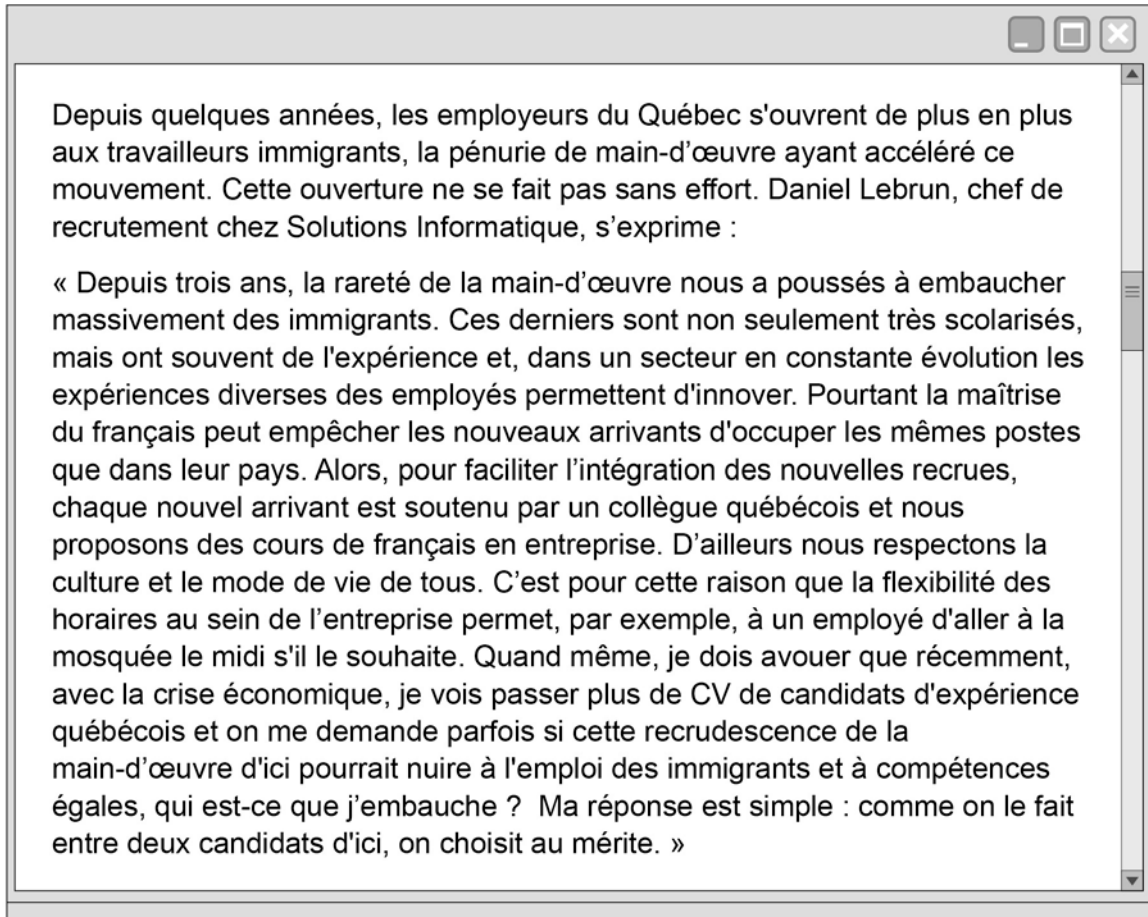 Depuis quelques années, les employeurs du Québec s'ouvrent de plus en plus
aux travailleurs immigrants, la pénurie de main-d’œuvre ayant accéléré ce
mouvement. Cette ouverture ne se fait pas sans effort. Daniel Lebrun, chef de
recrutement chez Solutions Informatique, s’exprime :
« Depuis trois ans, la rareté de la main-d’œuvre nous a poussés à embaucher
massivement des immigrants. Ces derniers sont non seulement très scolarisés,
mais ont souvent de l'expérience et, dans un secteur en constante évolution les
expériences diverses des employés permettent d'innover. Pourtant la maîtrise
du français peut empêcher les nouveaux arrivants d'occuper les mêmes postes
que dans leur pays. Alors, pour faciliter l’intégration des nouvelles recrues,
chaque nouvel arrivant est soutenu par un collègue québécois et nous
proposons des cours de français en entreprise. D’ailleurs nous respectons la
culture et le mode de vie de tous. C’est pour cette raison que la flexibilité des
horaires au sein de l’entreprise permet, par exemple, à un employé d'aller à la
mosquée le midi s'il le souhaite. Quand même, je dois avouer que récemment,
avec la crise économique, je vois passer plus de CV de candidats d'expérience
québécois et on me demande parfois si cette recrudescence de la
main-d’œuvre d'ici pourrait nuire à l'emploi des immigrants et à compétences
égales, qui est-ce que j’embauche ?  Ma réponse est simple : comme on le fait
entre deux candidats d'ici, on choisit au mérite. »